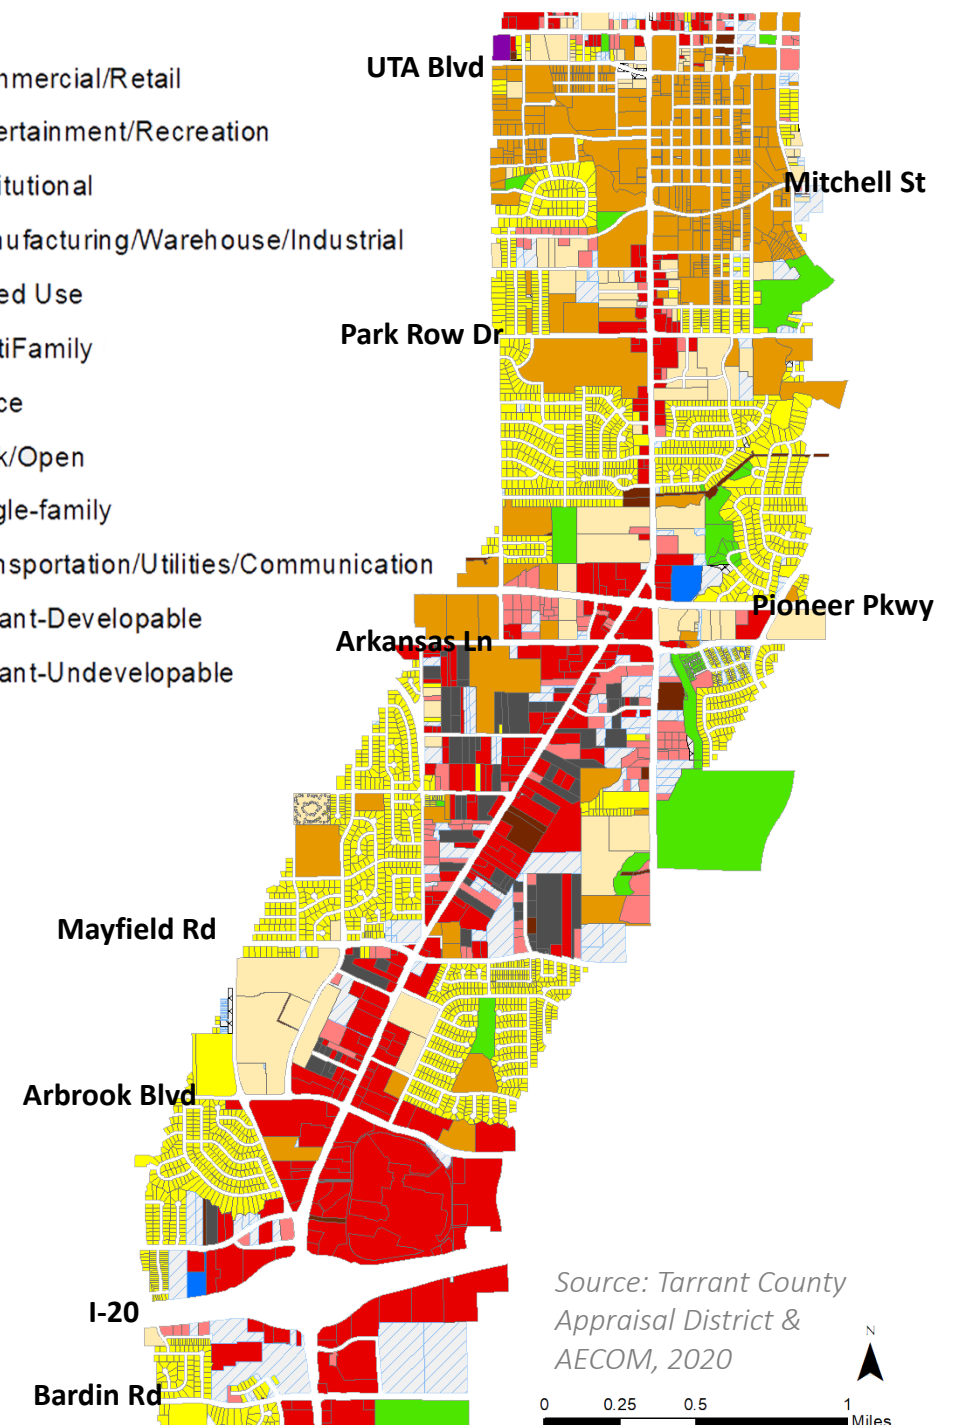 UTA Blvd
mmercial/Retail
ertainment/Recreation
itutional
Mitchell St
nufacturing/Warehouse/Industrial
ed Use
Park Row Dr
tiFamily
ce
k/Open
gle-family
nsportation/Utilities/Communication
Pioneer Pkwy
ant-Developable
Arkansas Ln
ant-Undevelopable
Mayfield Rd
Arbrook Blvd
Source: Tarrant County
Appraisal District &
AECOM, 2020
I-20
N
Bardin Rd
0 0.25 0.5 1
Miles